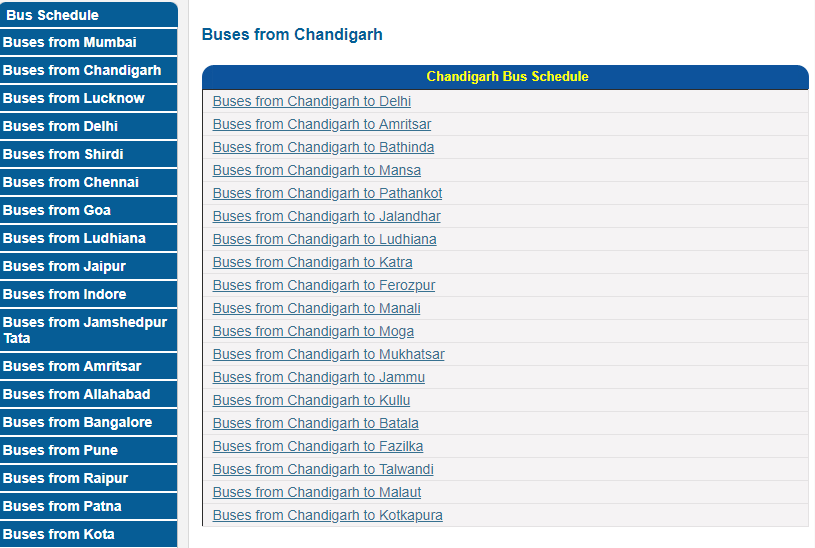 Bus Schedule
Buses from Mumbai
Buses from Chandigarh
Buses from Lucknow
Buses from Delhi
Buses from Shirdi
Buses from Chennai
Buses from Goa
Buses from Ludhiana
Buses from Jaipur
Buses from Indore
Buses from Jamshedpur
Tata
Buses from Amritsar
Buses from Allahabad
Buses from Bangalore
Buses from Pune
Buses from Raipur
Buses from Patna
Buses from Kota
Buses from Chandigarh
Chandigarh Bus Schedule
Buses from Chandigarh to Delhi
Buses from Chandigarh to Amritsar
Buses from Chandigarh to Bathinda
Buses from Chandigarh to Mansa
Buses from Chandigarh to Pathankot
Buses from Chandigarh to Jalandhar
Buses from Chandigarh to Ludhiana
Buses from Chandigarh to Katra
Buses from Chandigarh to Ferozpur
Buses from Chandigarh to Manali
Buses from Chandigarh to Moga
Buses from Chandigarh to Mukhatsar
Buses from Chandigarh to Jammu
Buses from Chandigarh to Kullu
Buses from Chandigarh to Batala
Buses from Chandigarh to Fazilka
Buses from Chandigarh to Talwandi
Buses from Chandigarh to Malaut
Buses from Chandigarh to Kotkapura